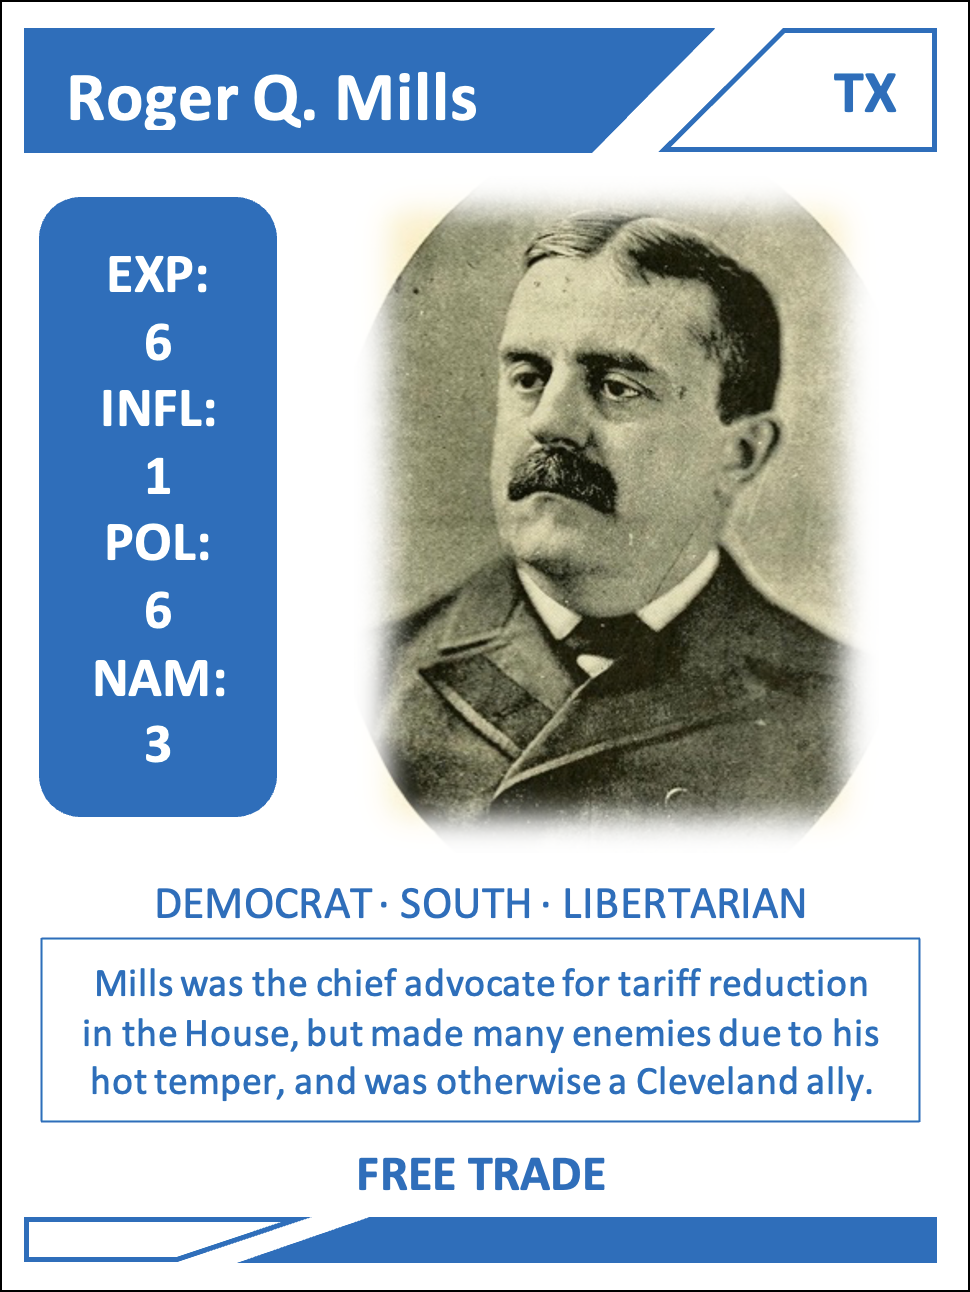 Roger Q. Mills
TX
EXP:
6
INFL:
1
POL:
6
NAM:
3
DEMOCRAT · SOUTH · LIBERTARIAN
Mills was the chief advocate for tariff reduction
in the House, but made many enemies due to his
hot temper, and was otherwise a Cleveland ally.
FREE TRADE